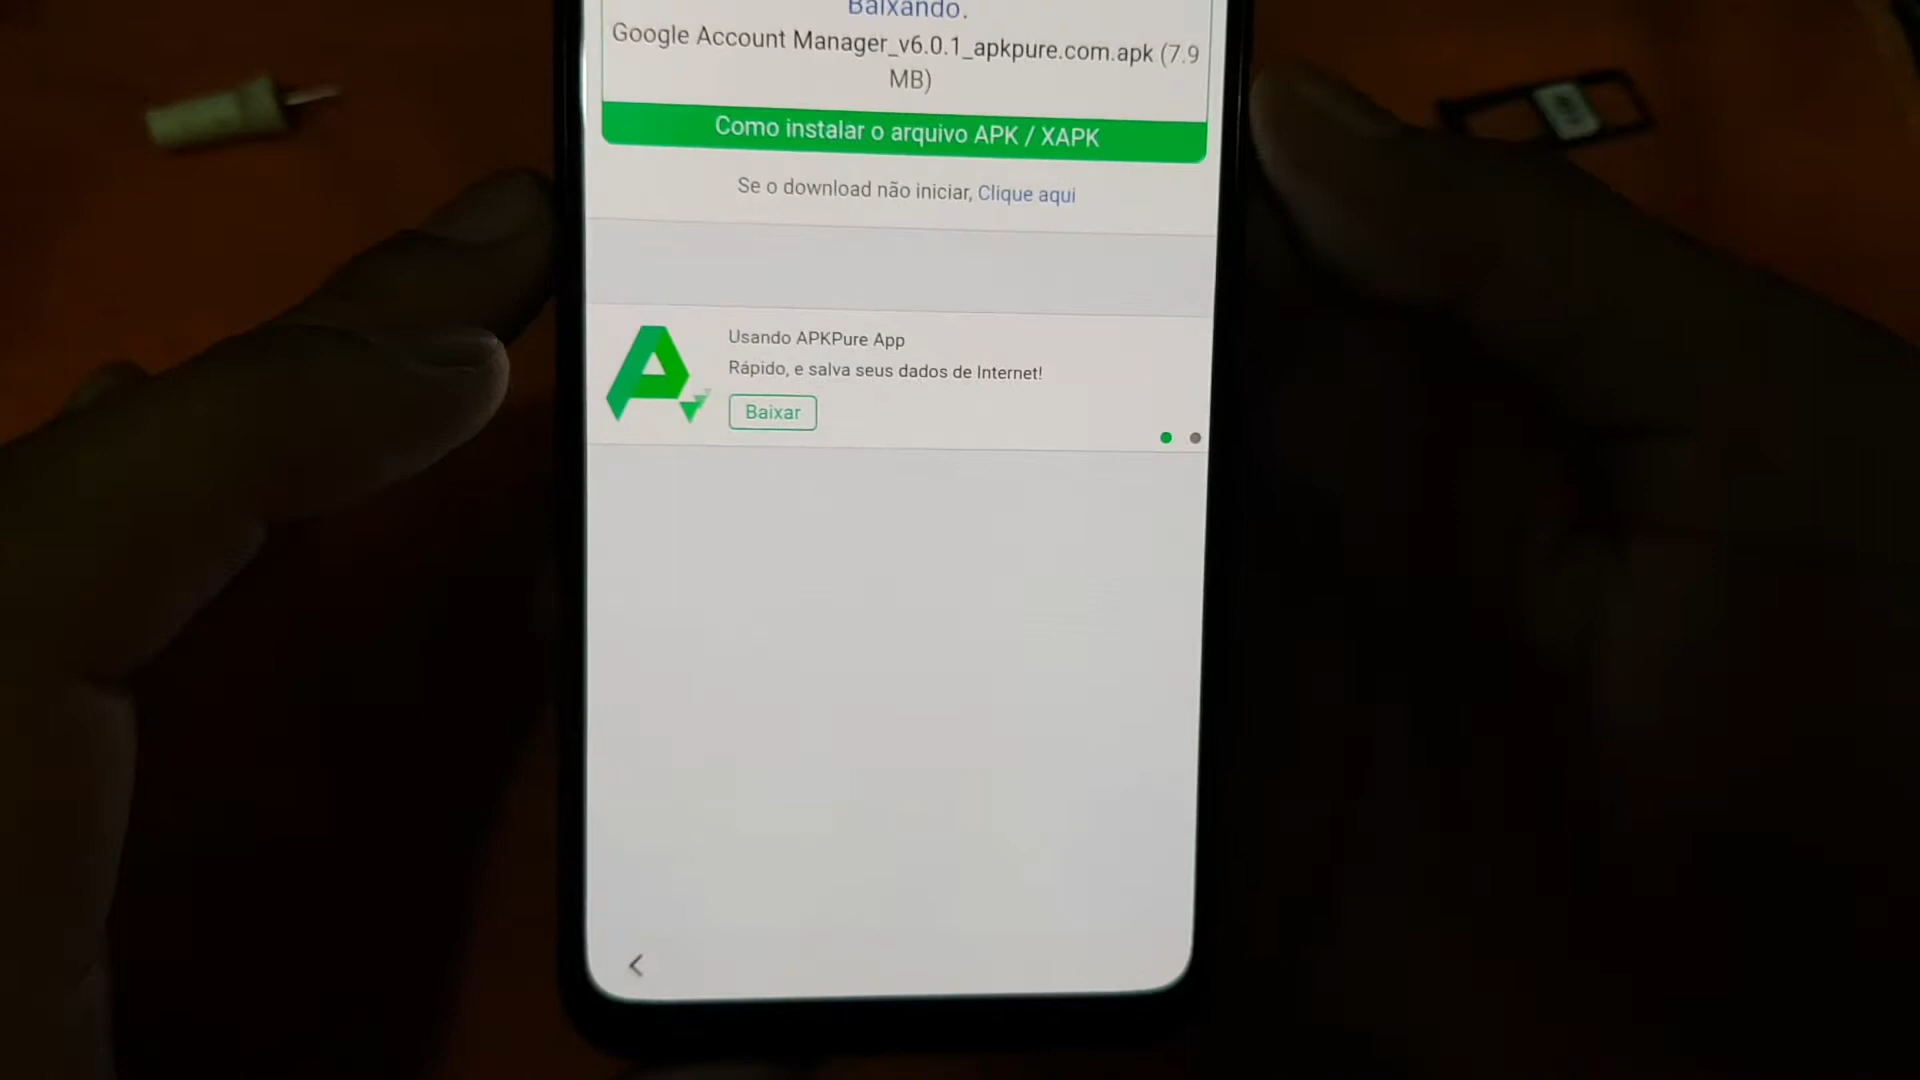 Baixando.
Google Account Manager_v6.0.1_apkpure.com.apk (7.9
MB)
Como instalar o arquivo APK / XAPK
Se o download não iniciar, Clique aqui
Usando APKPure App
Rápido, e salva seus dados de Internet!
Baixar